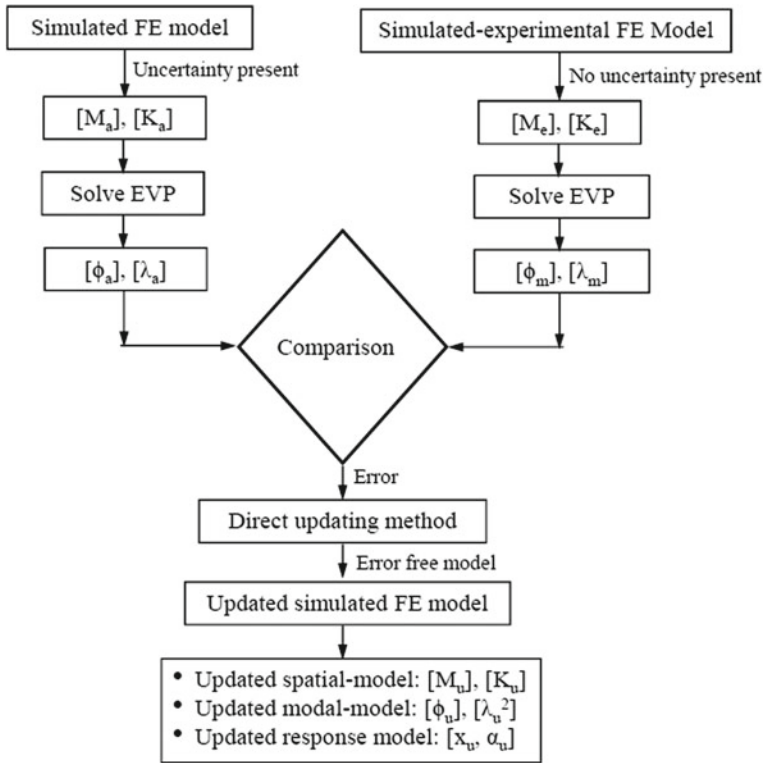 Simulated FE model
Uncertainty present
[Mₐ], [Kₐ]
Solve EVP
[ϕₐ], [λₐ]
Simulated-experimental FE Model
No uncertainty present
[Mₑ], [Kₑ]
Solve EVP
[ϕₘ], [λₘ]
Comparison
Error
Direct updating method
Error free model
Updated simulated FE model
• Updated spatial-model: [Mᵤ], [Kᵤ]
• Updated modal-model: [ϕᵤ], [λᵤ²]
• Updated response model: [xᵤ, αᵤ]